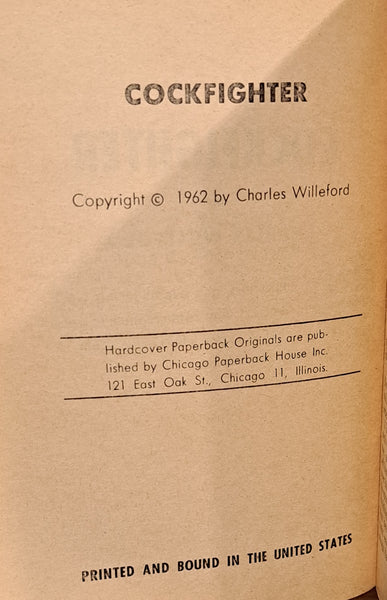 COCKFIGHTER
Copyright © 1962 by Charles Willeford
Hardcover Paperback Originals are pub-
lished by Chicago Paperback House Inc.
121 East Oak St., Chicago 11, Illinois.
PRINTED AND BOUND IN THE UNITED STATES